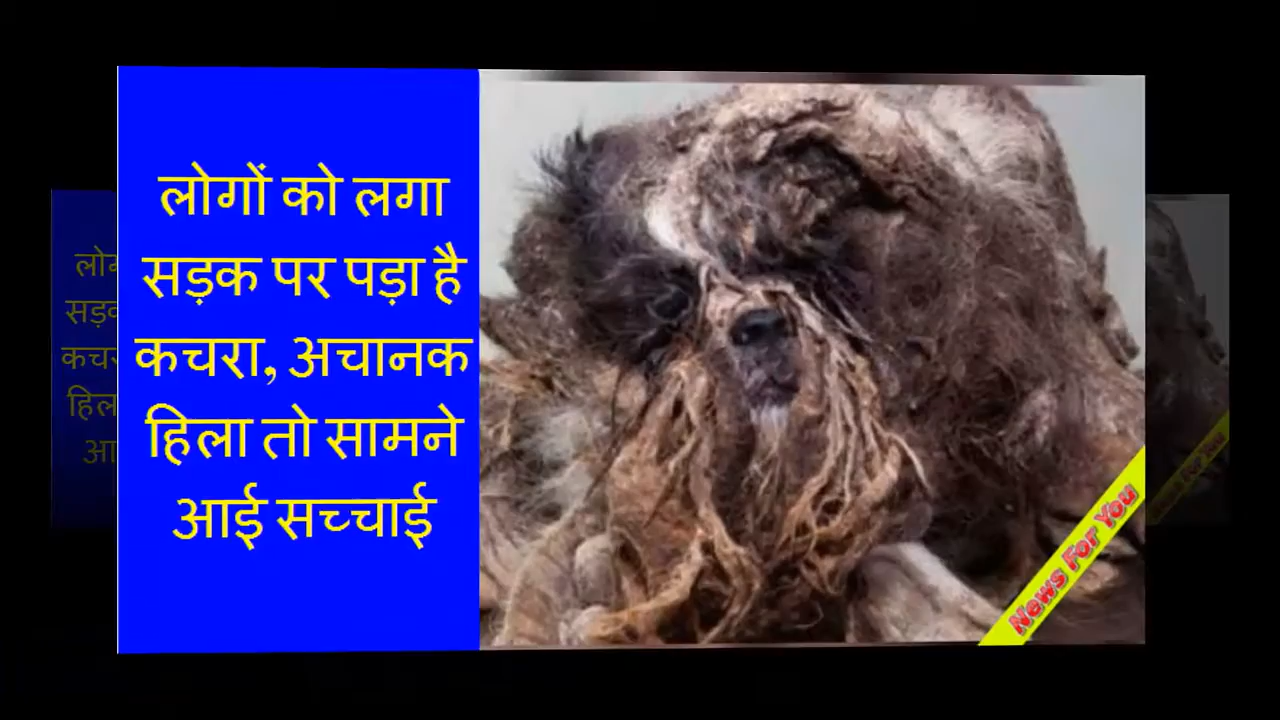 लोगों को लगा
सड़क पर पड़ा है
कचरा, अचानक
हिला तो सामने
आई सच्चाई
News For You